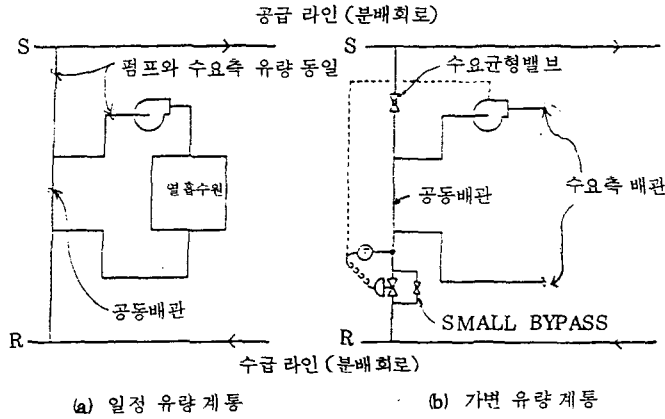 공급 라인 (분배회로)
S
S
펌프와 수요측 유량 동일
수요균형밸브
열흡수원
공동배관
수요측 배관
공동배관
SMALL BYPASS
R
R
수급 라인 (분배회로)
(a) 일정 유량 계통
(b) 가변 유량 계통